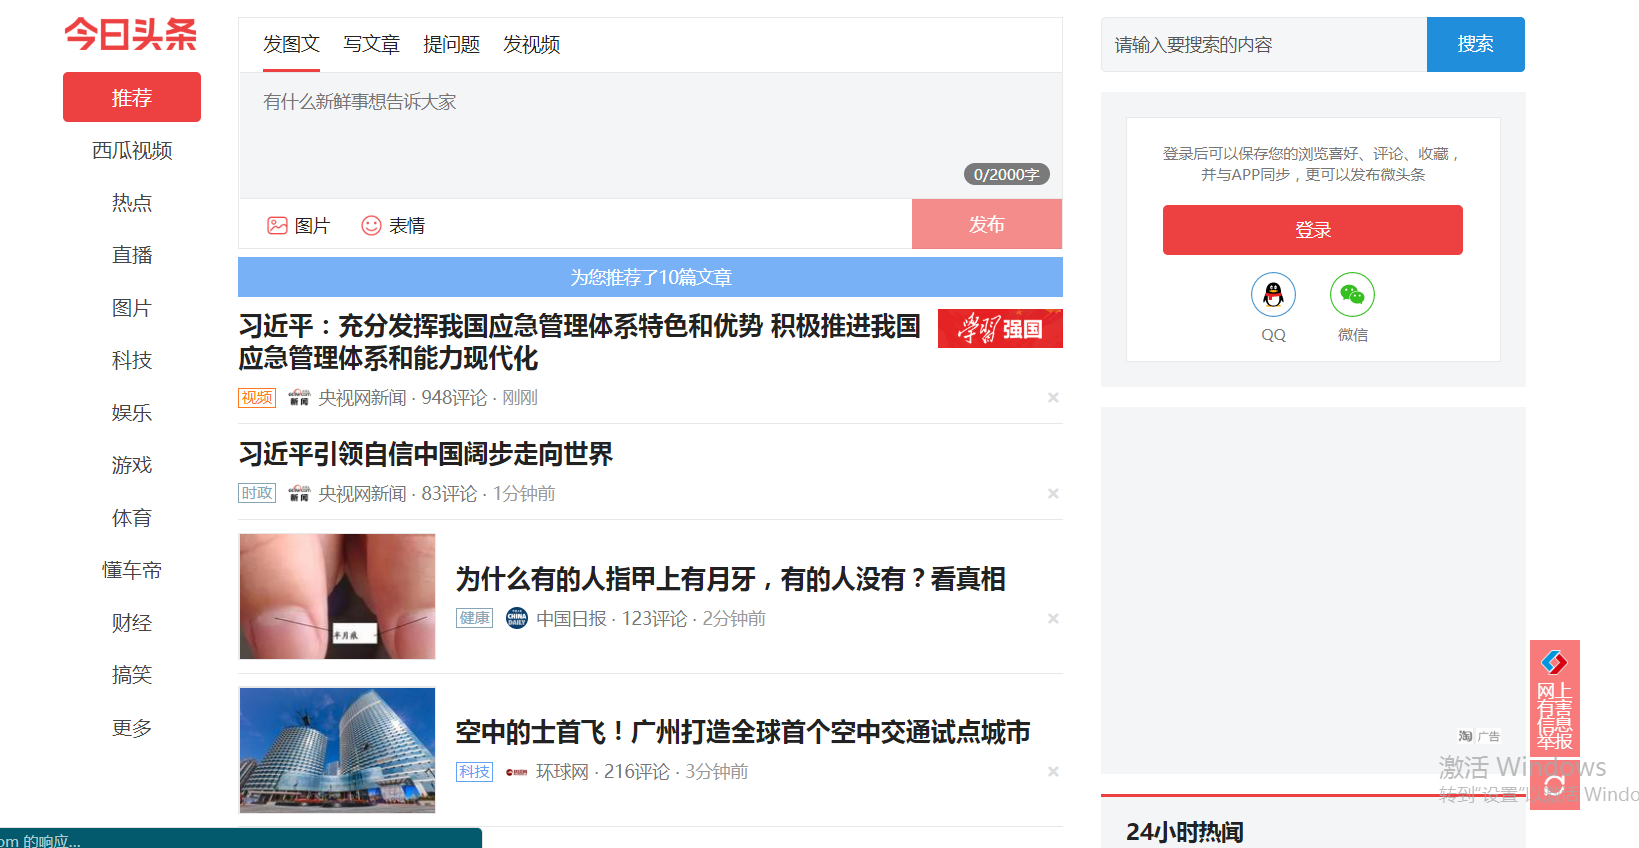 今日头条
推荐
西瓜视频
热点
直播
图片
科技
娱乐
游戏
体育
懂车帝
财经
搞笑
更多
发图文 写文章 提问题 发视频
有什么新鲜事想告诉大家
0/2000字
图片 表情 发布
为您推荐了10篇文章
习近平：充分发挥我国应急管理体系特色和优势 积极推进我国
应急管理体系和能力现代化
学习强国
视频 新闻 央视网新闻 · 948评论 · 刚刚
习近平引领自信中国阔步走向世界
时政 新闻 央视网新闻 · 83评论 · 1分钟前
半月痕
为什么有的人指甲上有月牙，有的人没有？看真相
健康 CHINA DAILY 中国日报 · 123评论 · 2分钟前
空中的士首飞！广州打造全球首个空中交通试点城市
科技 环球网 · 216评论 · 3分钟前
om 的响应...
请输入要搜索的内容 搜索
登录后可以保存您的浏览喜好、评论、收藏，
并与APP同步，更可以发布微头条
登录
QQ 微信
淘 广告
网上
有害
信息
举报
激活 Windows
转到"设置"以激活 Windo
24小时热闻